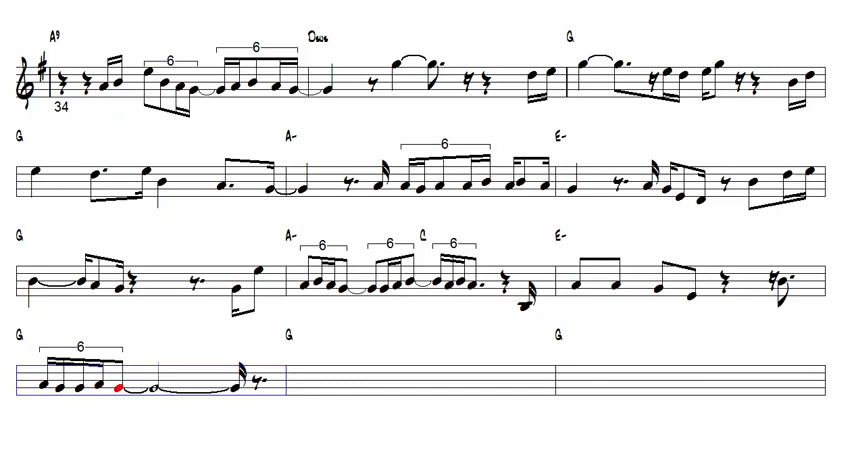 A9 Dsus G
6 6
34
G A- E-
6
G A- C E-
6 6 6
G G G
6